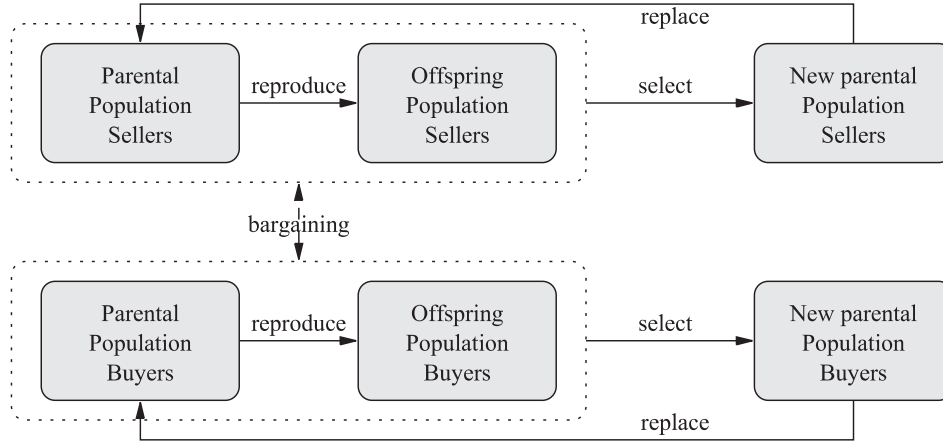 replace
Parental
Population
Sellers
reproduce
Offspring
Population
Sellers
select
New parental
Population
Sellers
bargaining
Parental
Population
Buyers
reproduce
Offspring
Population
Buyers
select
New parental
Population
Buyers
replace